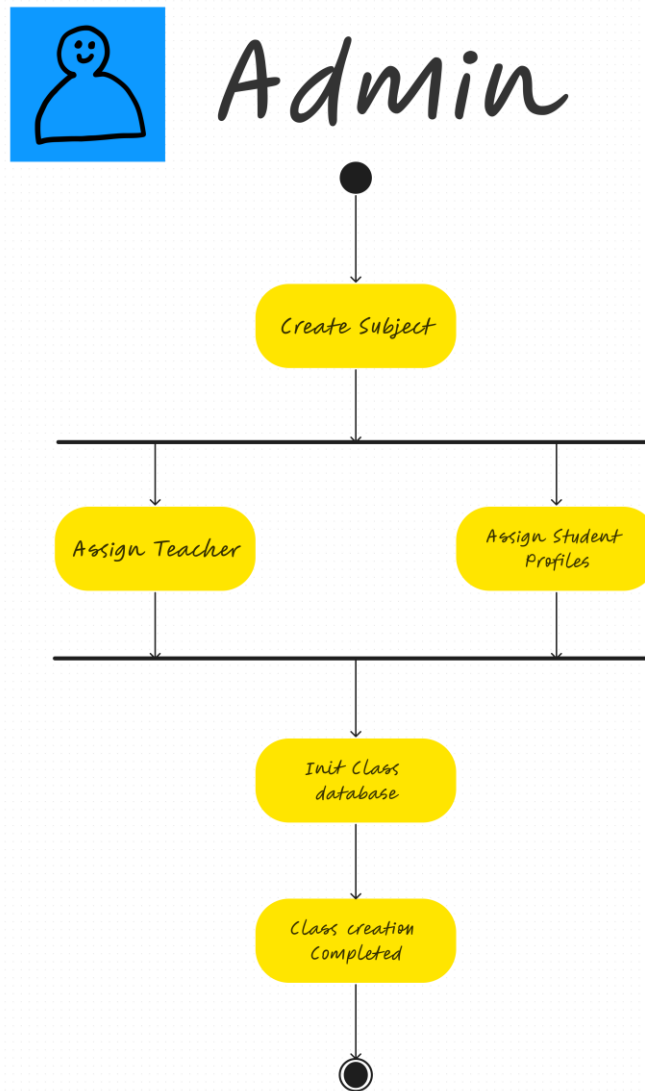 Admin
Create Subject
Assign Teacher
Assign Student
Profiles
Init Class
database
Class creation
Completed